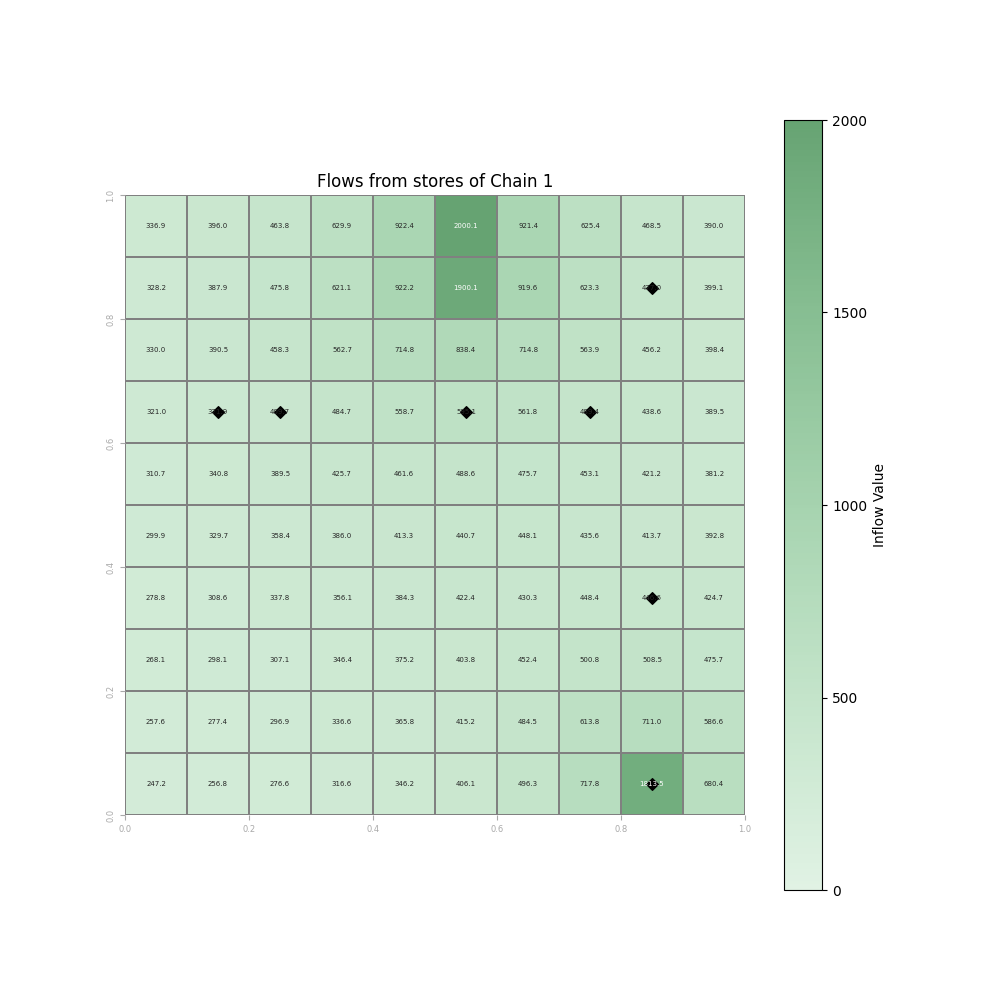 Flows from stores of Chain 1
1.0
336.9 396.0 463.8 629.9 922.4 2000.1 921.4 625.4 468.5 390.0
328.2 387.9 475.8 621.1 922.2 1900.1 919.6 623.3 399.1
0.8
330.0 390.5 458.3 562.7 714.8 838.4 714.8 563.9 456.2 398.4
321.0 484.7 558.7 561.8 438.6 389.5
0.6
310.7 340.8 389.5 425.7 461.6 488.6 475.7 453.1 421.2 381.2
299.9 329.7 358.4 386.0 413.3 440.7 448.1 435.6 413.7 392.8
0.4
278.8 308.6 337.8 356.1 384.3 422.4 430.3 448.4 424.7
268.1 298.1 307.1 346.4 375.2 403.8 452.4 500.8 508.5 475.7
0.2
257.6 277.4 296.9 336.6 365.8 415.2 484.5 613.8 711.0 586.6
247.2 256.8 276.6 316.6 346.2 406.1 496.3 717.8 680.4
0.0
0.0 0.2 0.4 0.6 0.8 1.0
2000
1500
1000
500
0
Inflow Value